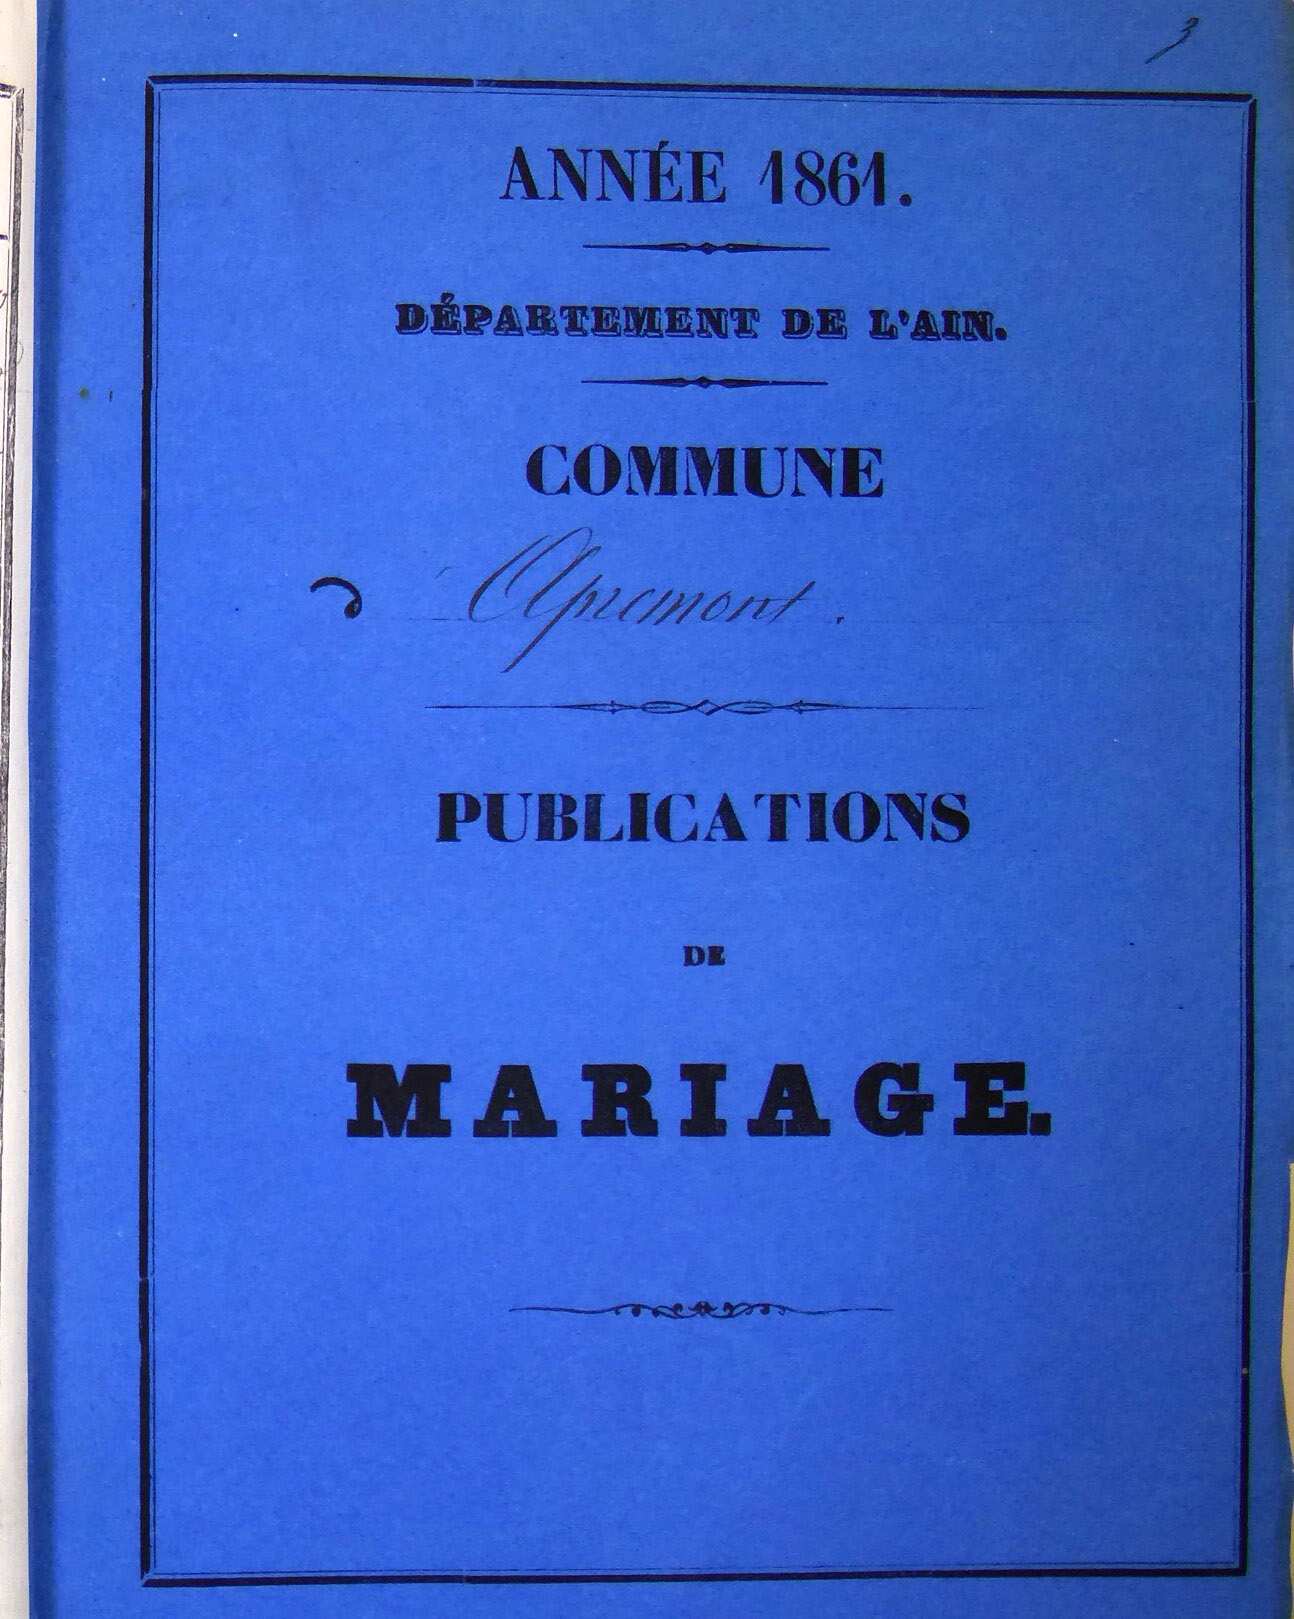 3
ANNÉE 1861.
DÉPARTEMENT DE L'AIN.
COMMUNE
D'Apremont.
PUBLICATIONS
DE
MARIAGE.